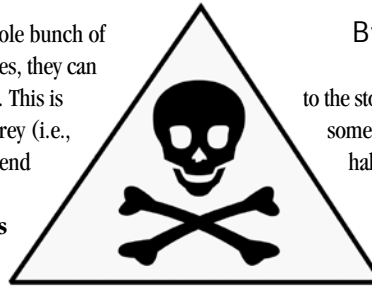 ole bunch of
es, they can
. This is
rey (i.e.,
end
s
B
to the sto
some
hal